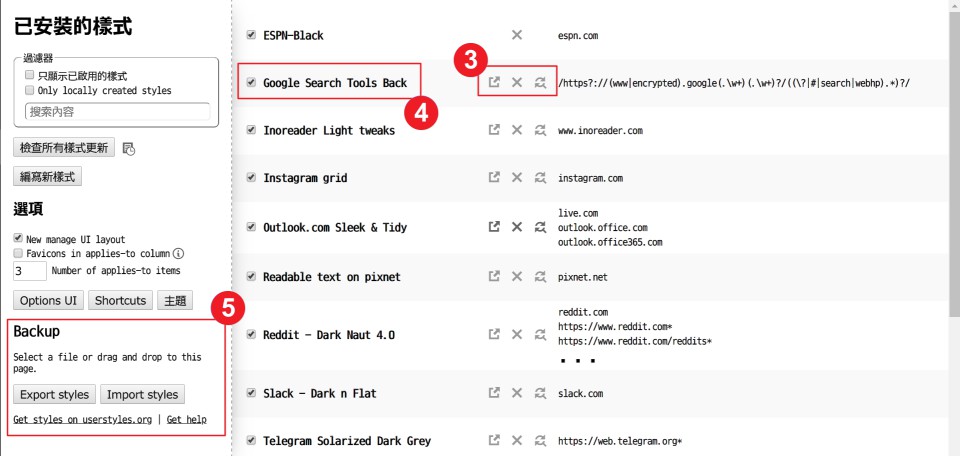 已安裝的樣式
過濾器
只顯示已啟用的樣式
Only locally created styles
搜索內容
檢查所有樣式更新
編寫新樣式
選項
New manage UI layout
Favicons in applies-to column
3 Number of applies-to items
Options UI Shortcuts 主題
5
Backup
Select a file or drag and drop to this
page.
Export styles Import styles
Get styles on userstyles.org | Get help
ESPN-Black espn.com
3
Google Search Tools Back /https?://(www|encrypted).google(.\w+)(.\w+)?/((\?|#|search|webhp).*)?/
4
Inoreader Light tweaks www.inoreader.com
Instagram grid instagram.com
Outlook.com Sleek & Tidy
live.com
outlook.office.com
outlook.office365.com
Readable text on pixnet pixnet.net
Reddit - Dark Naut 4.0
reddit.com
https://www.reddit.com*
https://www.reddit.com/reddits*
...
Slack - Dark n Flat slack.com
Telegram Solarized Dark Grey https://web.telegram.org*